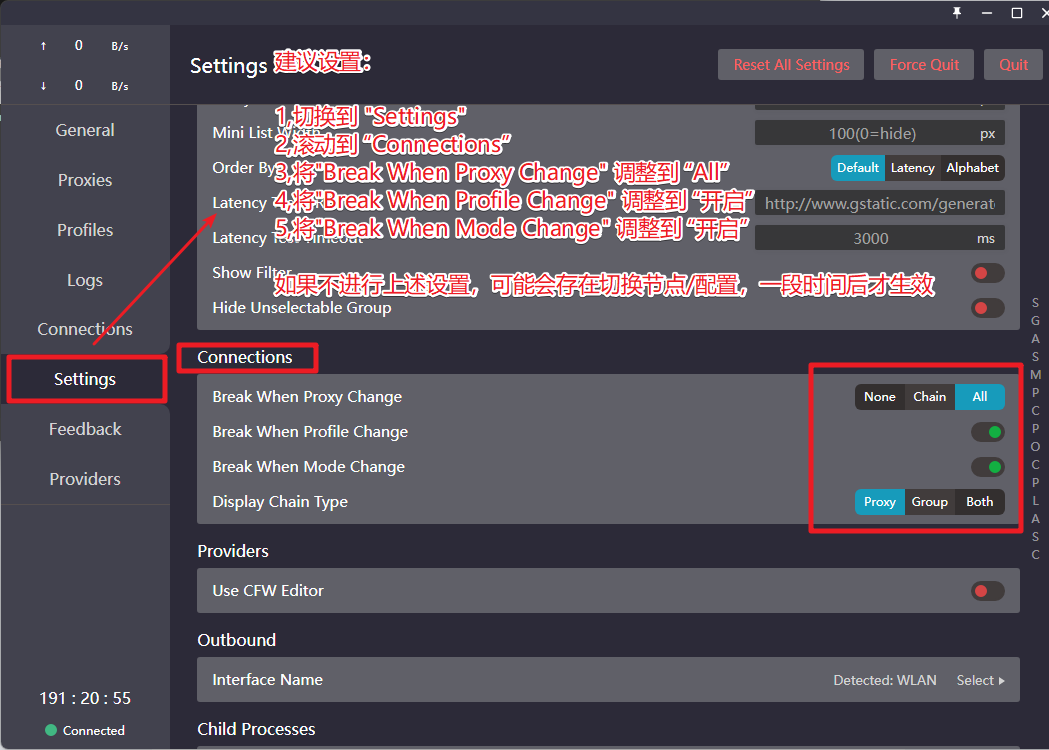 ↑ 0 B/s
↓ 0 B/s
General
Proxies
Profiles
Logs
Connections
Settings
Feedback
Providers
191 : 20 : 55
Connected
Settings 建议设置:
Reset All Settings Force Quit Quit
1,切换到 "Settings"
Mini List Width 100(0=hide) px
2,滚动到 “Connections”
Order By Default Latency Alphabet
3,将"Break When Proxy Change" 调整到 “All”
4,将"Break When Profile Change" 调整到 “开启”
Latency http://www.gstatic.com/generat
5,将"Break When Mode Change" 调整到 “开启”
Latency Test Timeout 3000 ms
Show Filter
如果不进行上述设置，可能会存在切换节点/配置，一段时间后才生效
Hide Unselectable Group
Connections
Break When Proxy Change None Chain All
Break When Profile Change
Break When Mode Change
Display Chain Type Proxy Group Both
Providers
Use CFW Editor
Outbound
Interface Name Detected: WLAN Select
Child Processes
S
G
A
S
M
P
C
P
O
C
P
L
A
S
C